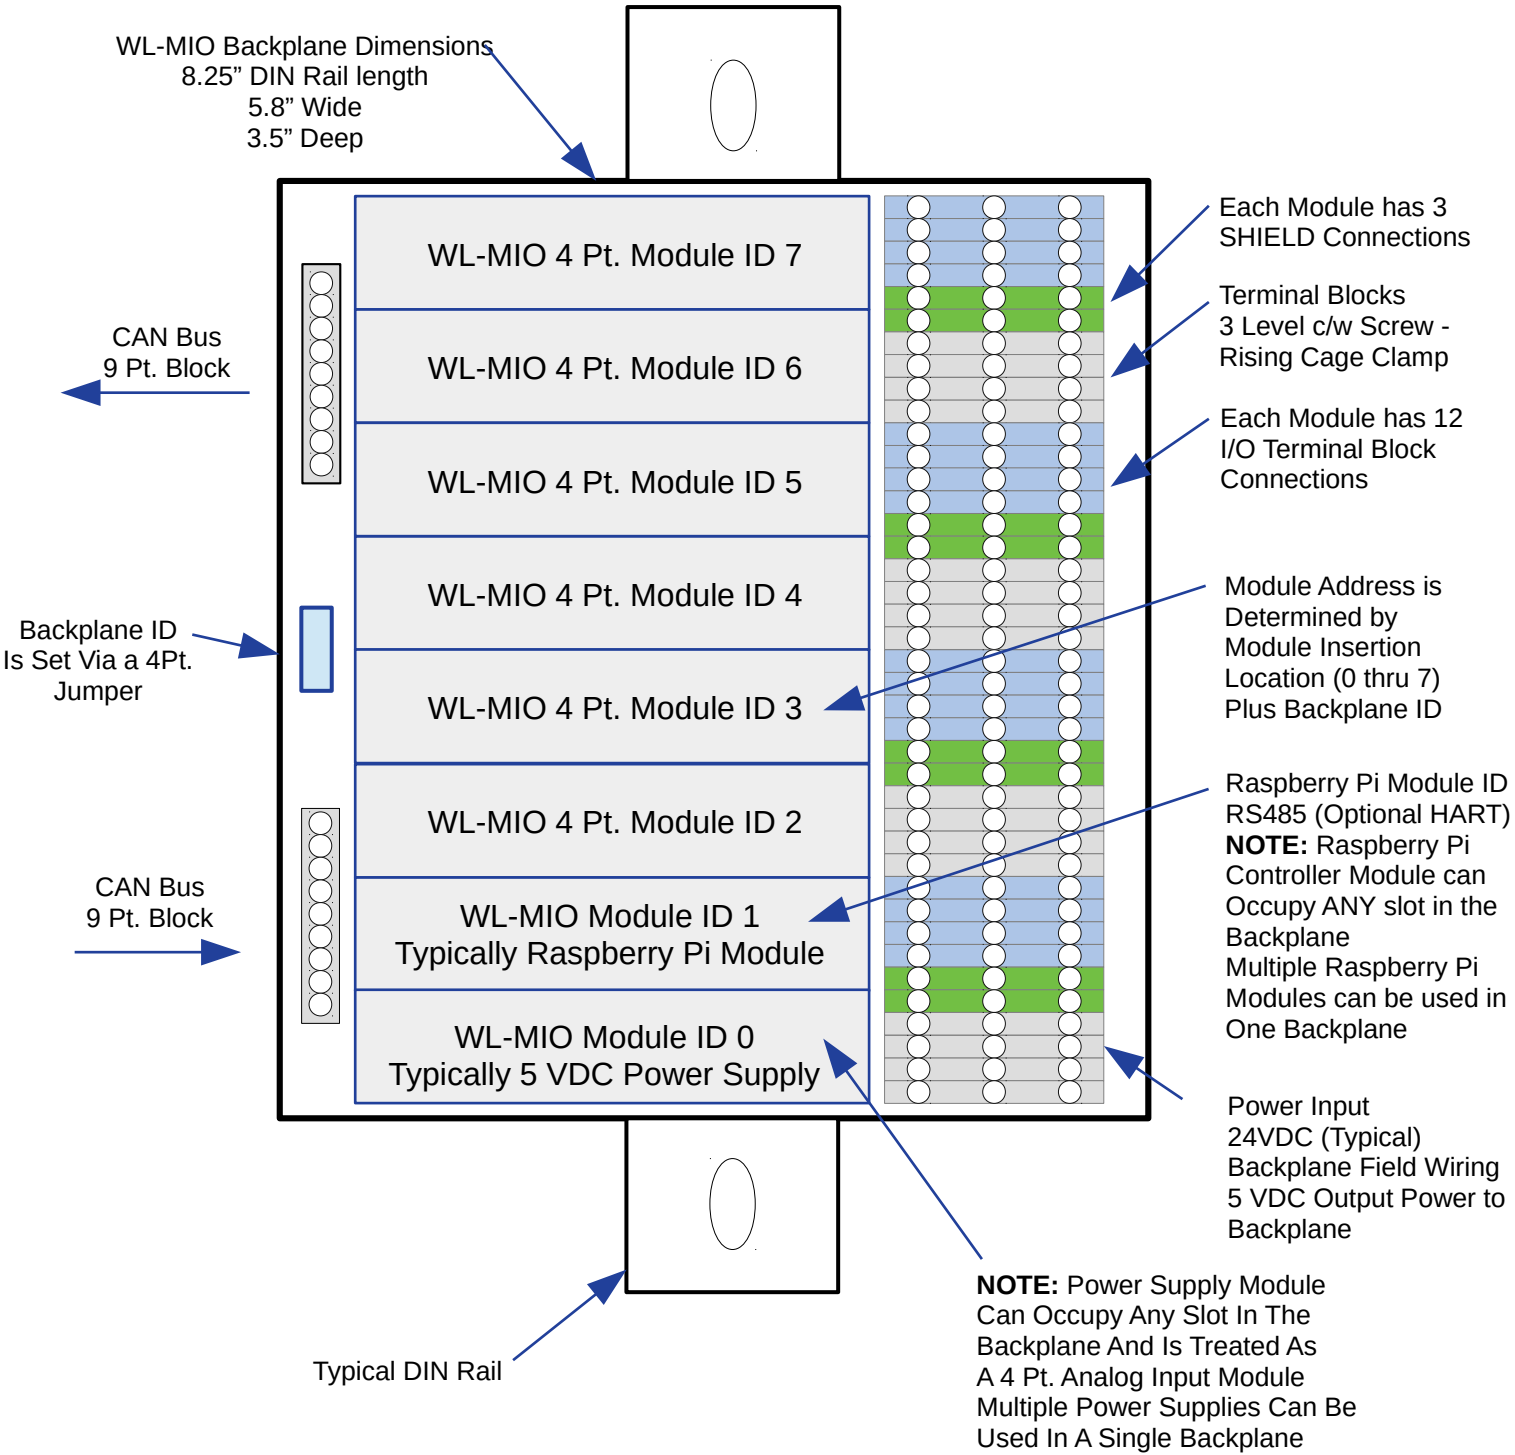 WL-MIO Backplane Dimensions
8.25” DIN Rail length
5.8” Wide
3.5” Deep
CAN Bus
9 Pt. Block
Backplane ID
Is Set Via a 4Pt.
Jumper
CAN Bus
9 Pt. Block
WL-MIO 4 Pt. Module ID 7
WL-MIO 4 Pt. Module ID 6
WL-MIO 4 Pt. Module ID 5
WL-MIO 4 Pt. Module ID 4
WL-MIO 4 Pt. Module ID 3
WL-MIO 4 Pt. Module ID 2
WL-MIO Module ID 1
Typically Raspberry Pi Module
WL-MIO Module ID 0
Typically 5 VDC Power Supply
Each Module has 3
SHIELD Connections
Terminal Blocks
3 Level c/w Screw -
Rising Cage Clamp
Each Module has 12
I/O Terminal Block
Connections
Module Address is
Determined by
Module Insertion
Location (0 thru 7)
Plus Backplane ID
Raspberry Pi Module ID
RS485 (Optional HART)
NOTE: Raspberry Pi
Controller Module can
Occupy ANY slot in the
Backplane
Multiple Raspberry Pi
Modules can be used in
One Backplane
Power Input
24VDC (Typical)
Backplane Field Wiring
5 VDC Output Power to
Backplane
NOTE: Power Supply Module
Can Occupy Any Slot In The
Backplane And Is Treated As
A 4 Pt. Analog Input Module
Multiple Power Supplies Can Be
Used In A Single Backplane
Typical DIN Rail